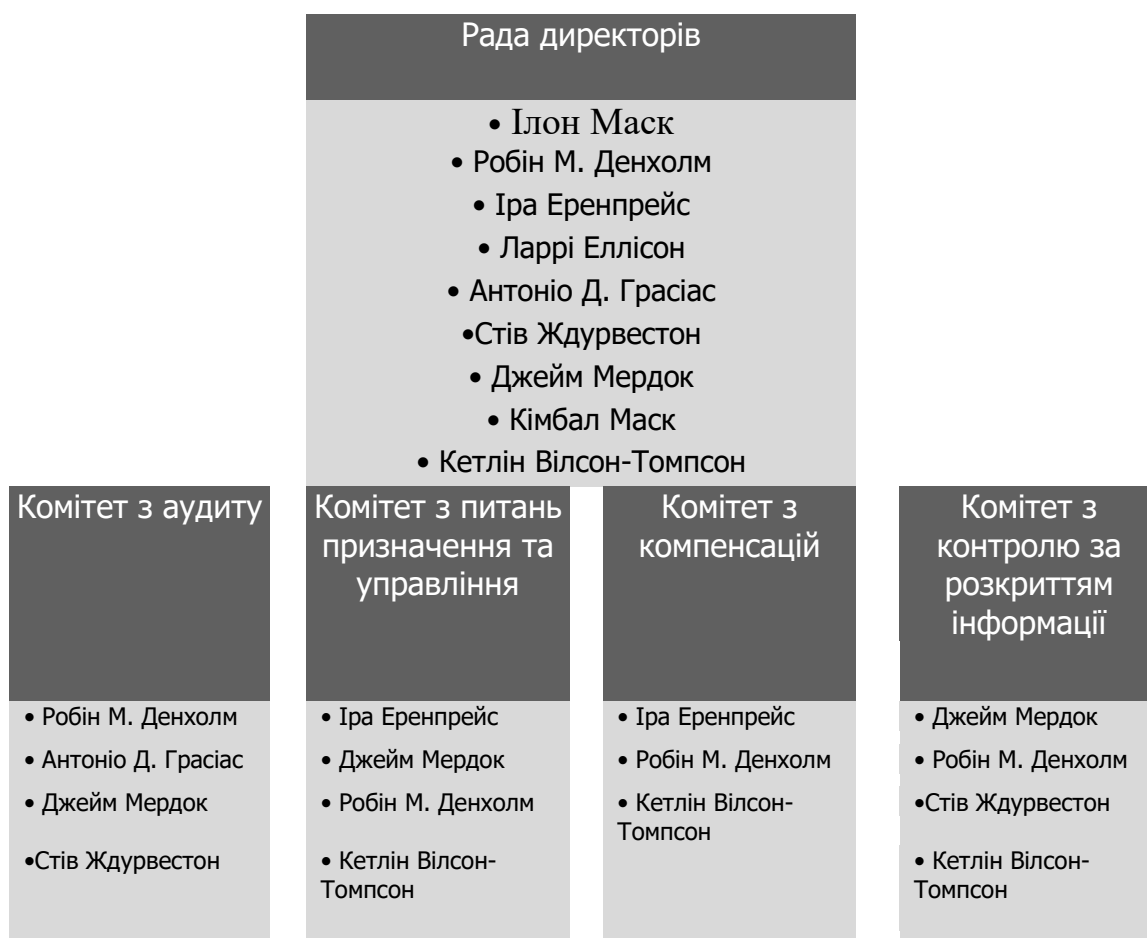 Рада директорів
• Ілон Маск
• Робін М. Денхолм
• Іра Еренпрейс
• Ларрі Еллісон
• Антоніо Д. Грасіас
•Стів Ждурвестон
• Джейм Мердок
• Кімбал Маск
• Кетлін Вілсон-Томпсон
Комітет з аудиту
• Робін М. Денхолм
• Антоніо Д. Грасіас
• Джейм Мердок
•Стів Ждурвестон
Комітет з питань
призначення та
управління
• Іра Еренпрейс
• Джейм Мердок
• Робін М. Денхолм
• Кетлін Вілсон-
Томпсон
Комітет з
компенсацій
• Іра Еренпрейс
• Робін М. Денхолм
• Кетлін Вілсон-
Томпсон
Комітет з
контролю за
розкриттям
інформації
• Джейм Мердок
• Робін М. Денхолм
•Стів Ждурвестон
• Кетлін Вілсон-
Томпсон